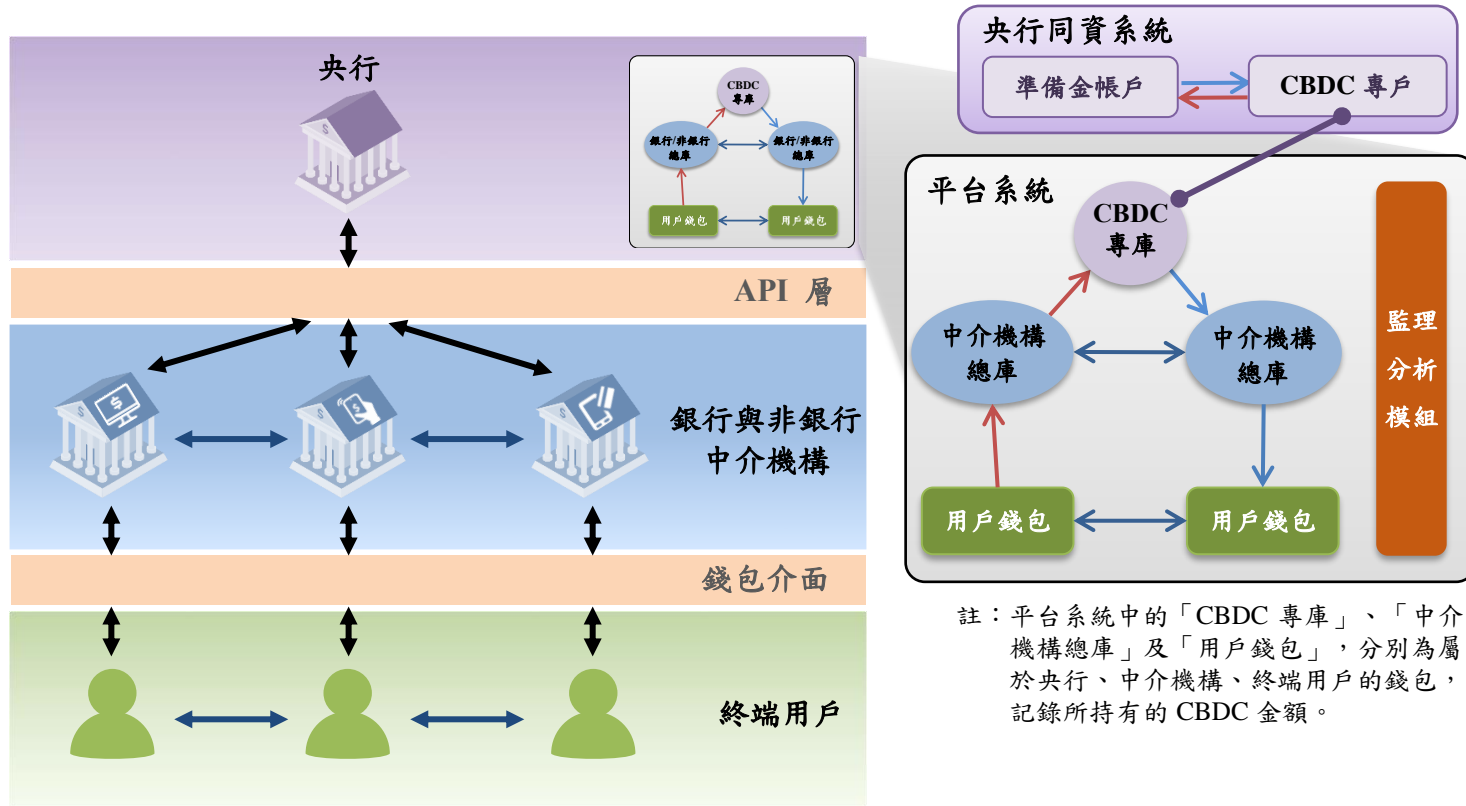 央行
CBDC
專庫
銀行/非銀行
總庫
銀行/非銀行
總庫
用戶錢包
用戶錢包
API 層
銀行與非銀行
中介機構
錢包介面
終端用戶
央行同資系統
準備金帳戶
CBDC 專戶
平台系統
CBDC
專庫
中介機構
總庫
中介機構
總庫
用戶錢包
用戶錢包
監理
分析
模組
註：平台系統中的「CBDC 專庫」、「中介
機構總庫」及「用戶錢包」，分別為屬
於央行、中介機構、終端用戶的錢包，
記錄所持有的 CBDC 金額。